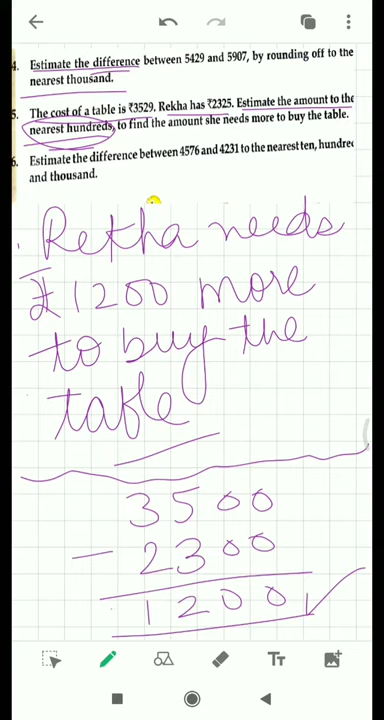 4. Estimate the difference between 5429 and 5907, by rounding off to the
nearest thousand.
5. The cost of a table is ₹3529. Rekha has ₹2325. Estimate the amount to the
nearest hundreds, to find the amount she needs more to buy the table.
6. Estimate the difference between 4576 and 4231 to the nearest ten, hundred
and thousand.
Rekha needs
₹1200 more
to buy the
table
3500
- 2300
1200
TT